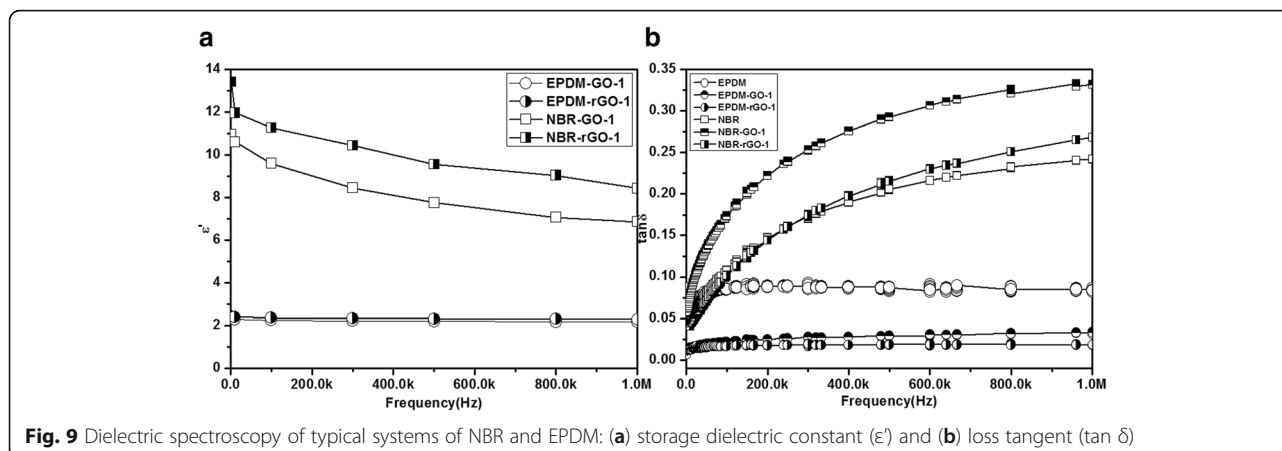 a
14
12
10
8
6
4
2
0
ε'
0.0
200.0k
400.0k
600.0k
800.0k
1.0M
Frequency(Hz)
EPDM-GO-1
EPDM-rGO-1
NBR-GO-1
NBR-rGO-1
b
0.35
0.30
0.25
0.20
0.15
0.10
0.05
0.00
tan δ
0.0
200.0k
400.0k
600.0k
800.0k
1.0M
Frequency(Hz)
EPDM
EPDM-GO-1
EPDM-rGO-1
NBR
NBR-GO-1
NBR-rGO-1
Fig. 9 Dielectric spectroscopy of typical systems of NBR and EPDM: (a) storage dielectric constant (ε') and (b) loss tangent (tan δ)